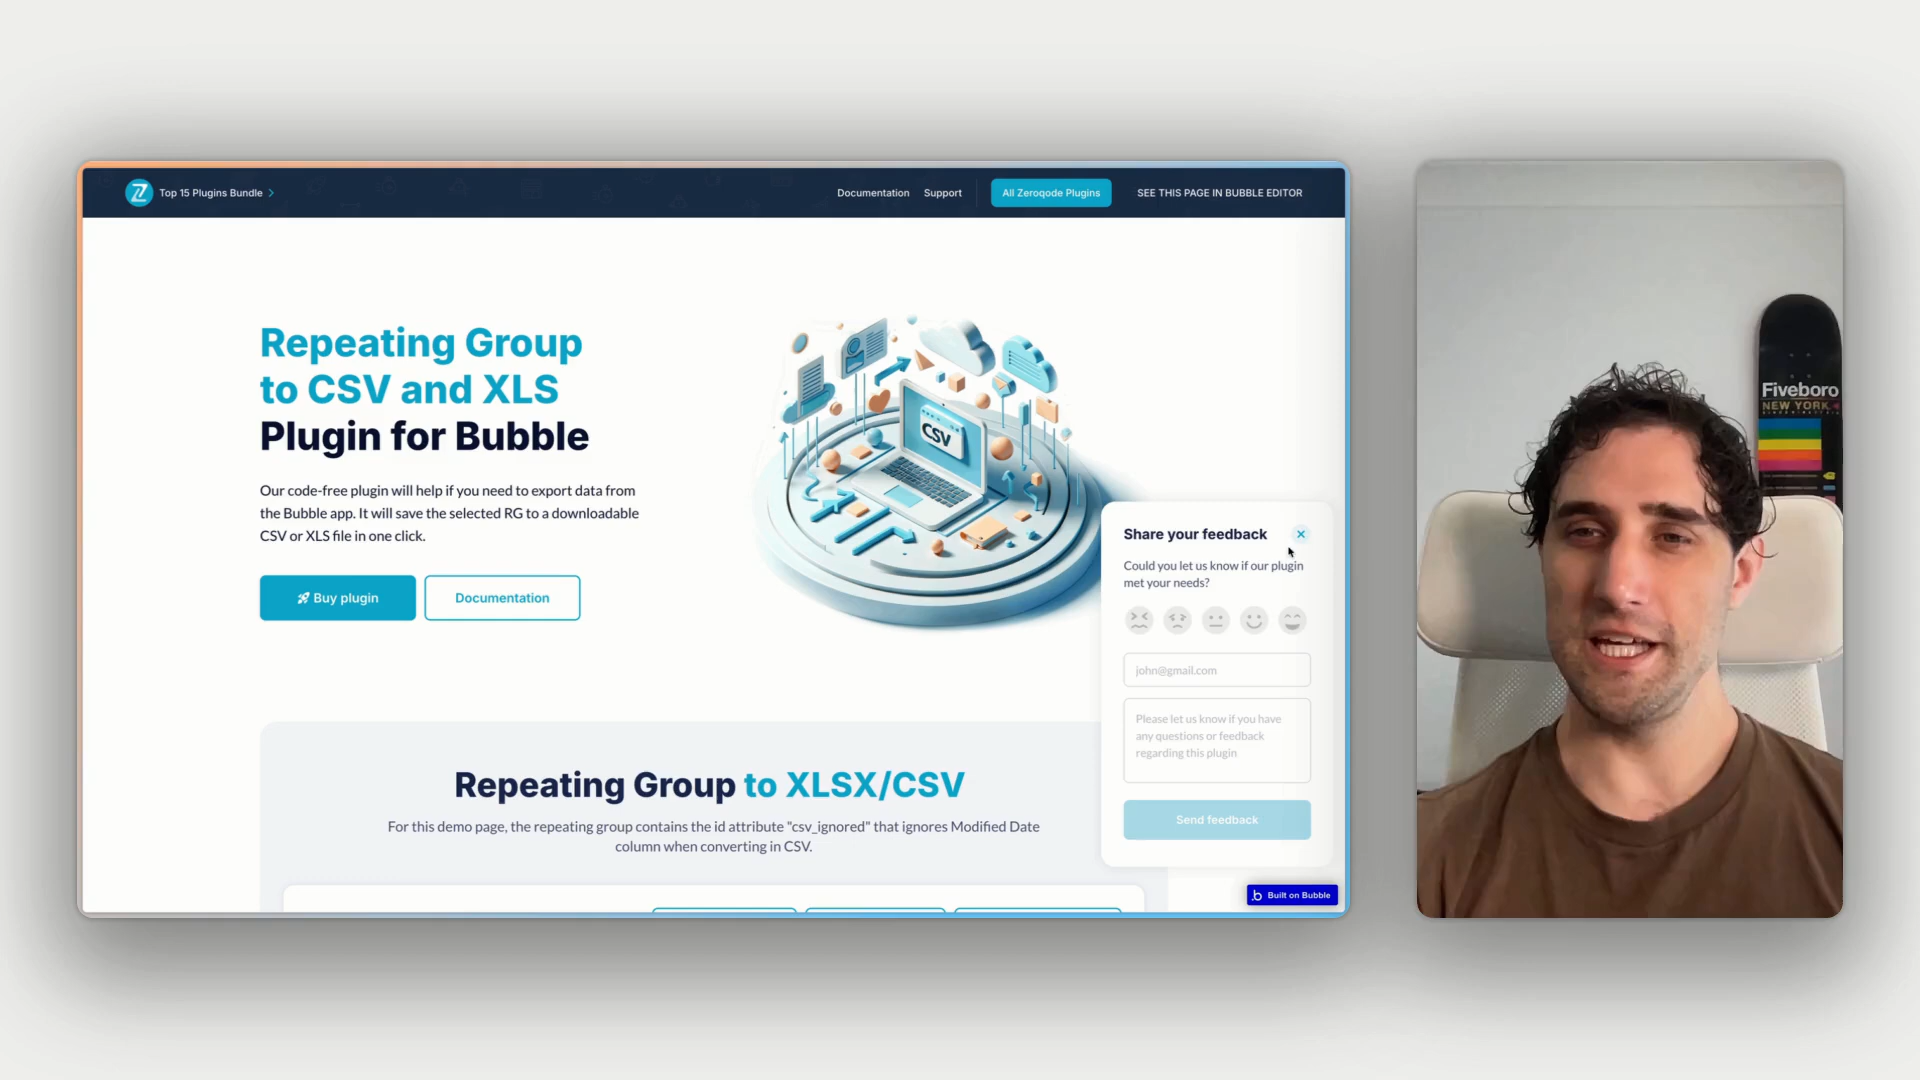 Top 15 Plugins Bundle
Documentation
Support
All Zeroqode Plugins
SEE THIS PAGE IN BUBBLE EDITOR
Repeating Group
to CSV and XLS
Plugin for Bubble
Our code-free plugin will help if you need to export data from
the Bubble app. It will save the selected RG to a downloadable
CSV or XLS file in one click.
Buy plugin
Documentation
CSV
Share your feedback
Could you let us know if our plugin
met your needs?
john@gmail.com
Please let us know if you have
any questions or feedback
regarding this plugin
Send feedback
Repeating Group to XLSX/CSV
For this demo page, the repeating group contains the id attribute "csv_ignored" that ignores Modified Date
column when converting in CSV.
Built on Bubble
Fiveboro
NEW YORK